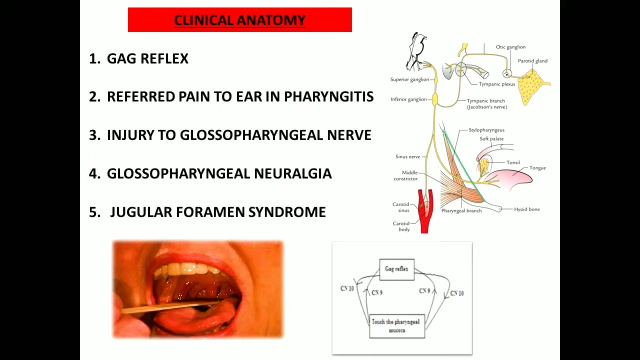 CLINICAL ANATOMY
1. GAG REFLEX
2. REFERRED PAIN TO EAR IN PHARYNGITIS
3. INJURY TO GLOSSOPHARYNGEAL NERVE
4. GLOSSOPHARYNGEAL NEURALGIA
5. JUGULAR FORAMEN SYNDROME
Otic ganglion
Parotid gland
Superior ganglion
Tympanic plexus
Inferior ganglion
Tympanic branch
(Jacobson's nerve)
Stylopharyngeus
Soft palate
Sinus nerve
Tonsil
Tongue
Middle
constrictor
Carotid
sinus
Pharyngeal branch
Hyoid bone
Carotid
body
Gag reflex
CN 10
CN 9
CN 9
CN 10
Touch the pharyngeal
mucosa